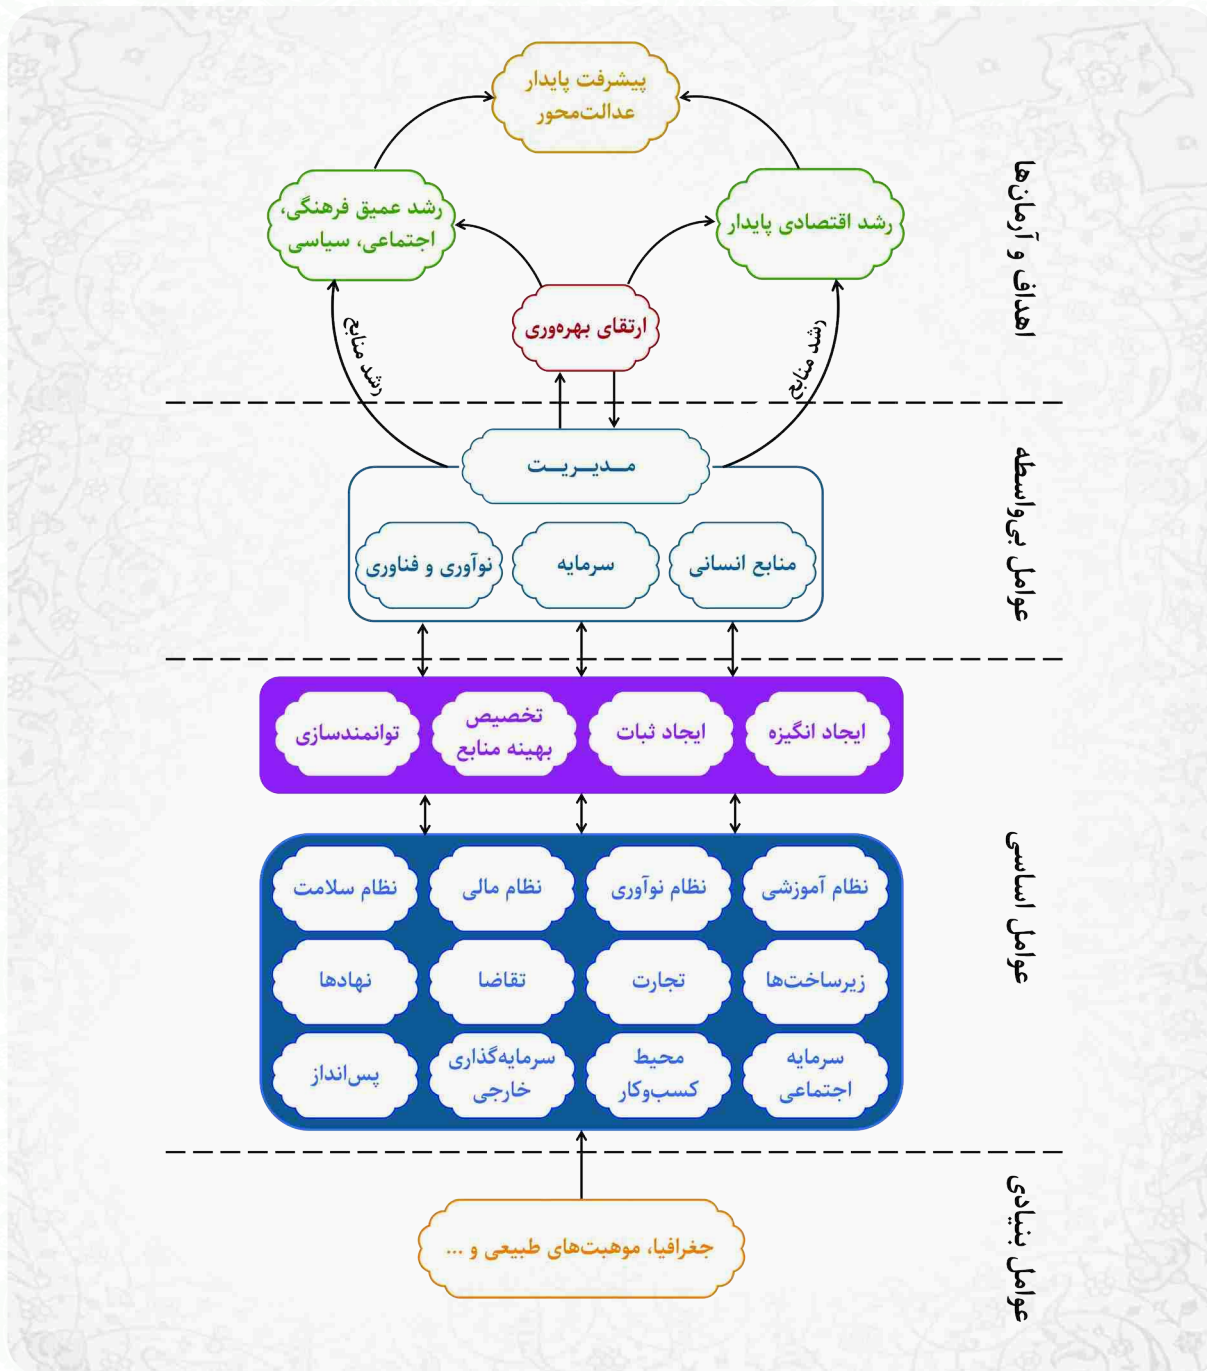 پیشرفت پایدار
عدالت‌محور
اهداف و آرمان‌ها
رشد اقتصادی پایدار
رشد عمیق فرهنگی،
اجتماعی، سیاسی
ارتقای بهره‌وری
رشد منابع
رشد منابع
عوامل بی‌واسطه
مـدیـریـت
منابع انسانی
سرمایه
نوآوری و فناوری
عوامل اساسی
ایجاد انگیزه
ایجاد ثبات
تخصیص
بهینه منابع
توانمندسازی
نظام آموزشی
نظام نوآوری
نظام مالی
نظام سلامت
زیرساخت‌ها
تجارت
تقاضا
نهادها
سرمایه
اجتماعی
محیط
کسب‌وکار
سرمایه‌گذاری
خارجی
پس‌انداز
عوامل بنیادی
جغرافیا، موهبت‌های طبیعی و ...